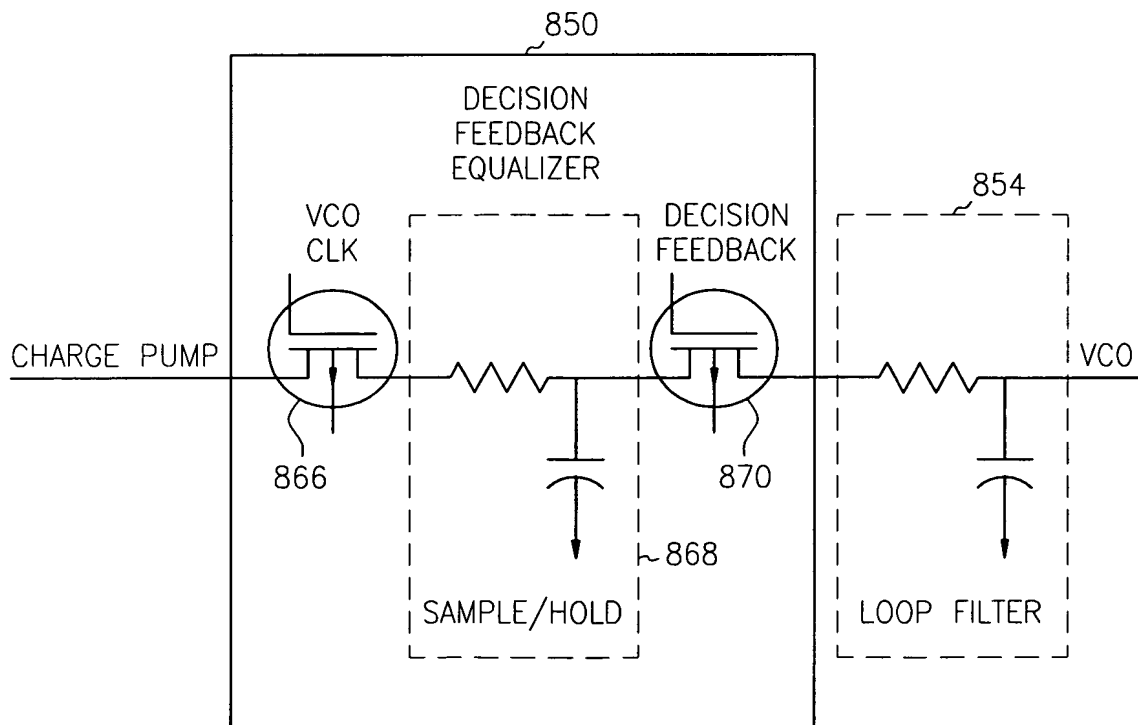 850
DECISION
FEEDBACK
EQUALIZER
854
VCO
CLK
DECISION
FEEDBACK
CHARGE PUMP
VCO
866
870
868
SAMPLE/HOLD
LOOP FILTER